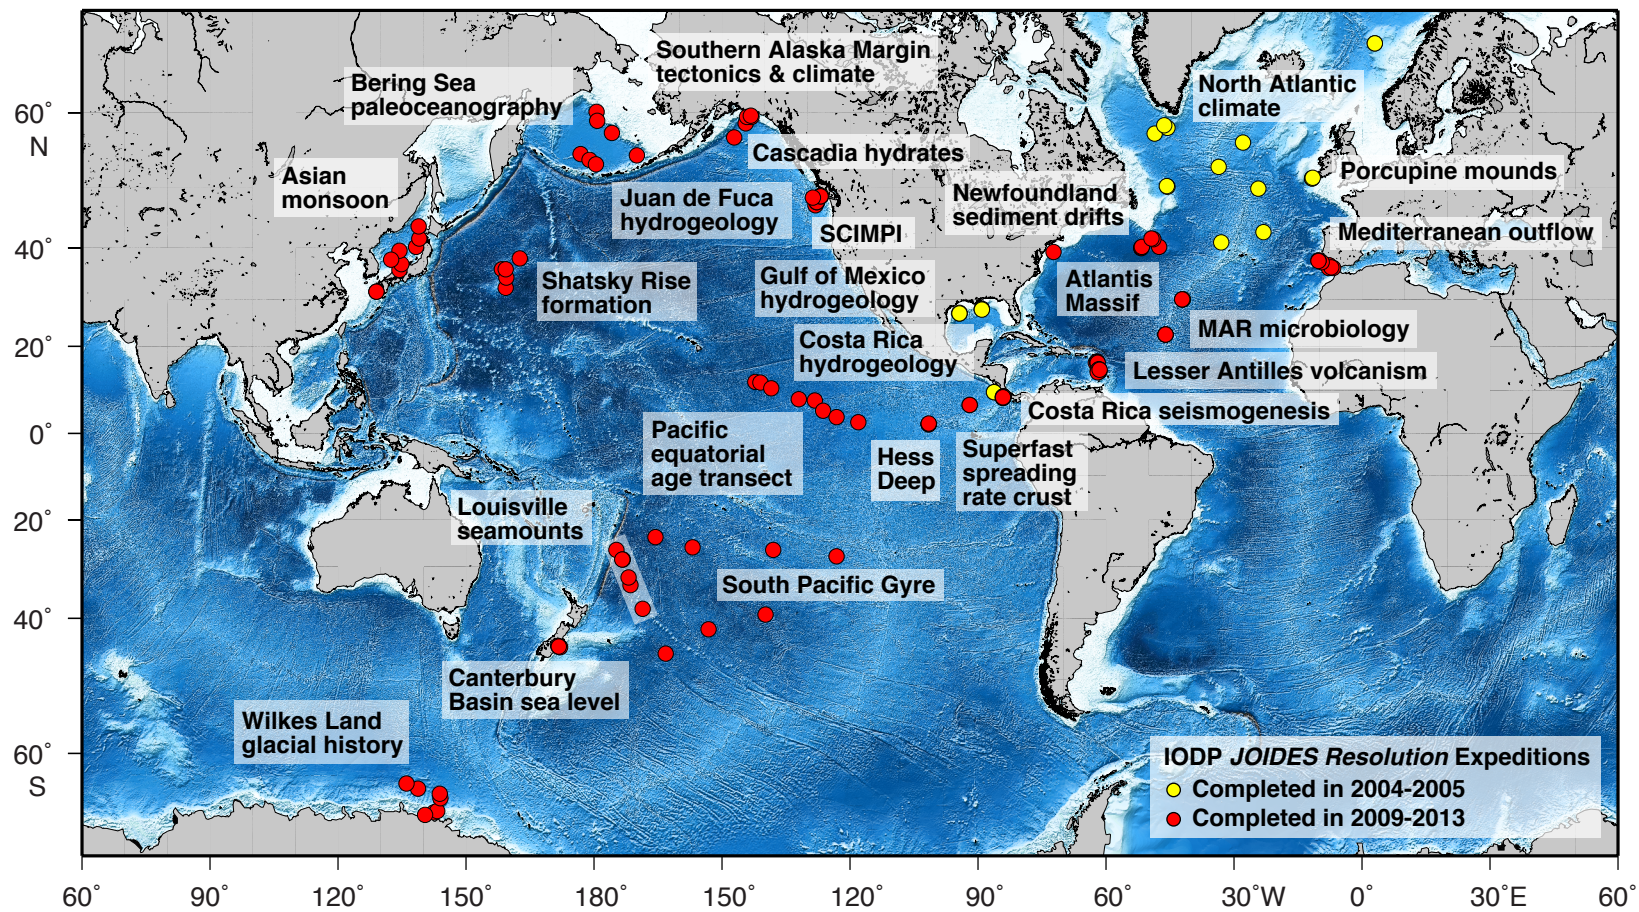 Southern Alaska Margin
tectonics & climate
Bering Sea
paleoceanography
North Atlantic
climate
60°
N
Cascadia hydrates
Asian
monsoon
Porcupine mounds
Juan de Fuca
hydrogeology
Newfoundland
sediment drifts
SCIMPI
Mediterranean outflow
40°
Shatsky Rise
formation
Gulf of Mexico
hydrogeology
Atlantis
Massif
MAR microbiology
20°
Costa Rica
hydrogeology
Lesser Antilles volcanism
Costa Rica seismogenesis
0°
Pacific
equatorial
age transect
Hess
Deep
Superfast
spreading
rate crust
Louisville
seamounts
20°
South Pacific Gyre
40°
Canterbury
Basin sea level
Wilkes Land
glacial history
60°
S
IODP JOIDES Resolution Expeditions
Completed in 2004-2005
Completed in 2009-2013
60° 90° 120° 150° 180° 150° 120° 90° 60° 30° W 0° 30° E 60°